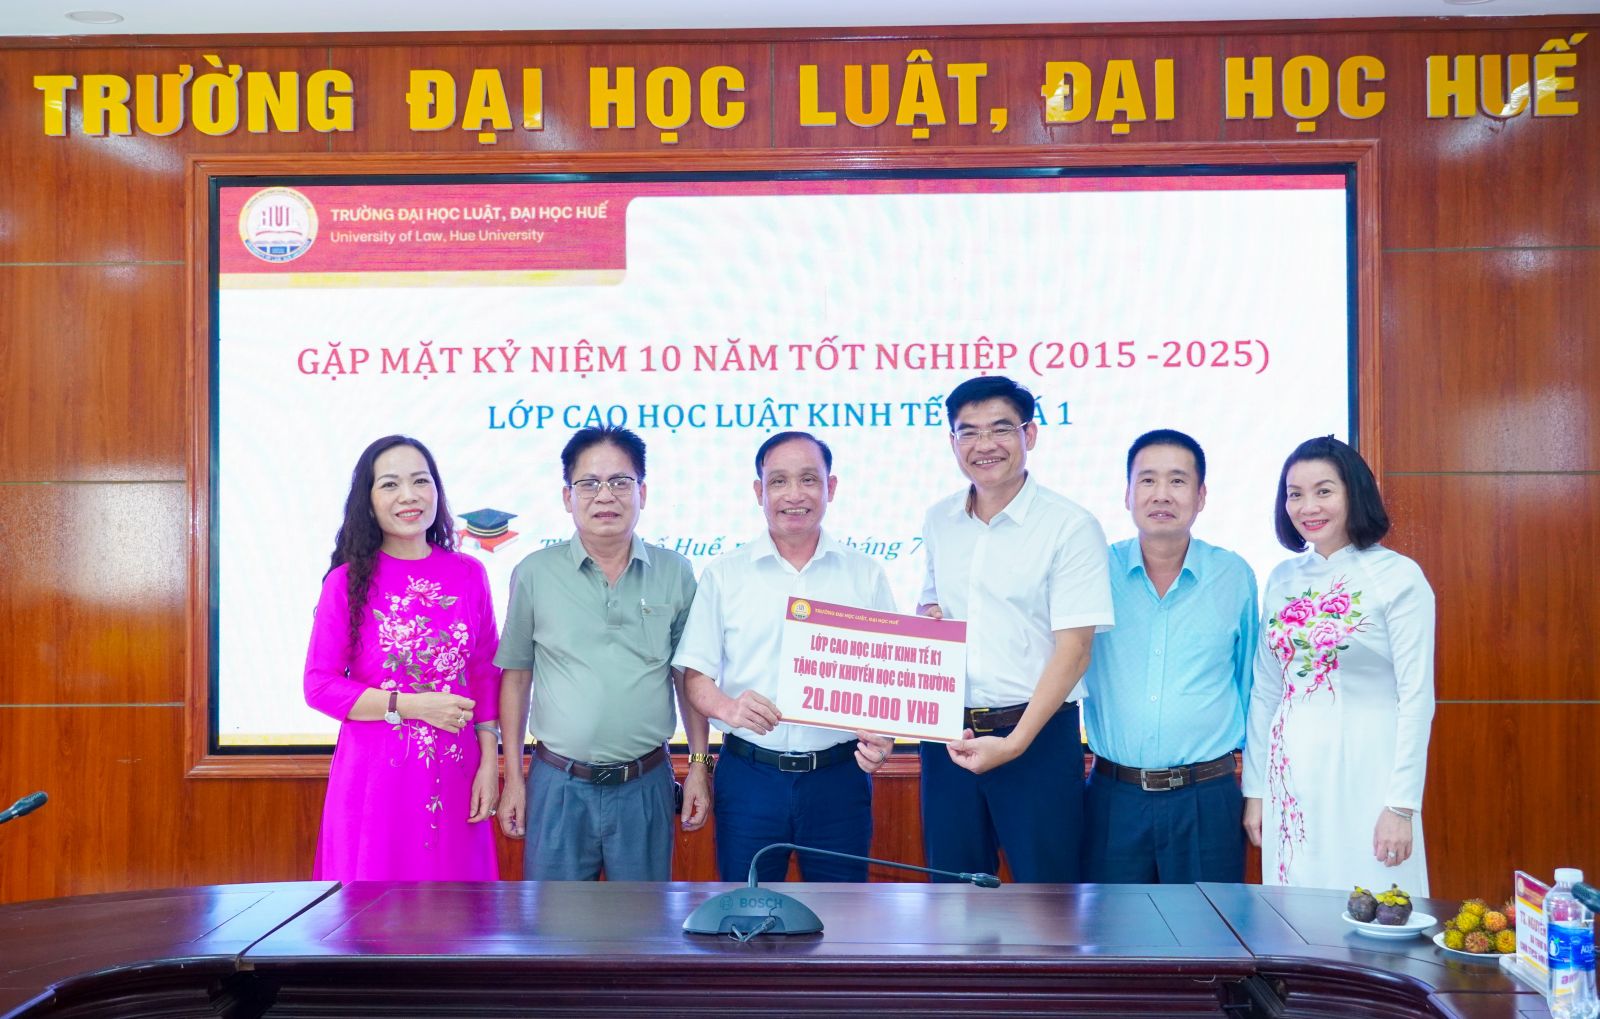 TRƯỜNG ĐẠI HỌC LUẬT, ĐẠI HỌC HUẾ
TRƯỜNG ĐẠI HỌC LUẬT, ĐẠI HỌC HUẾ
University of Law, Hue University
GẶP MẶT KỶ NIỆM 10 NĂM TỐT NGHIỆP (2015 -2025)
LỚP CAO HỌC LUẬT KINH TẾ Á 1
Huế, tháng 7
TRƯỜNG ĐẠI HỌC LUẬT, ĐẠI HỌC HUẾ
LỚP CAO HỌC LUẬT KINH TẾ K1
TẶNG QUỸ KHUYẾN HỌC CỦA TRƯỜNG
20.000.000 VNĐ
BOSCH
TS. NGUYỄN